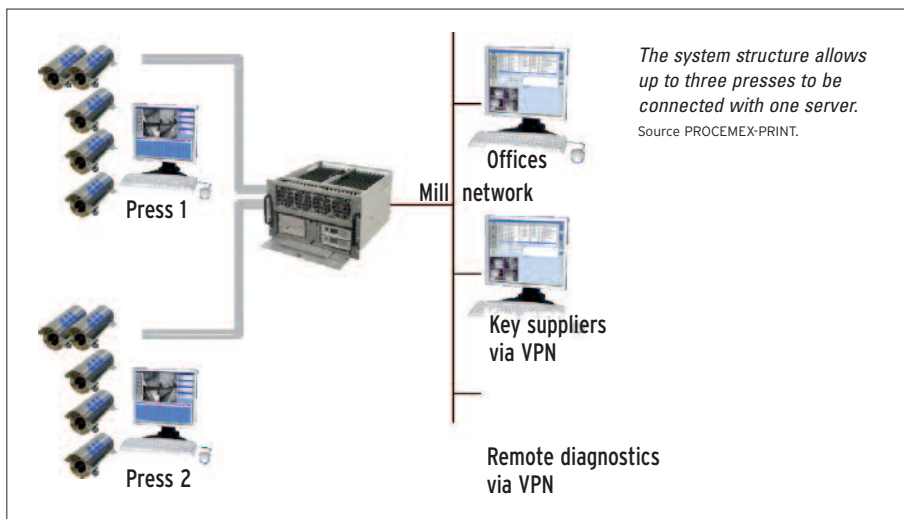 The system structure allows
up to three presses to be
connected with one server.
Source PROCEMEX-PRINT.
Offices
Mill network
Press 1
Key suppliers
via VPN
Press 2
Remote diagnostics
via VPN